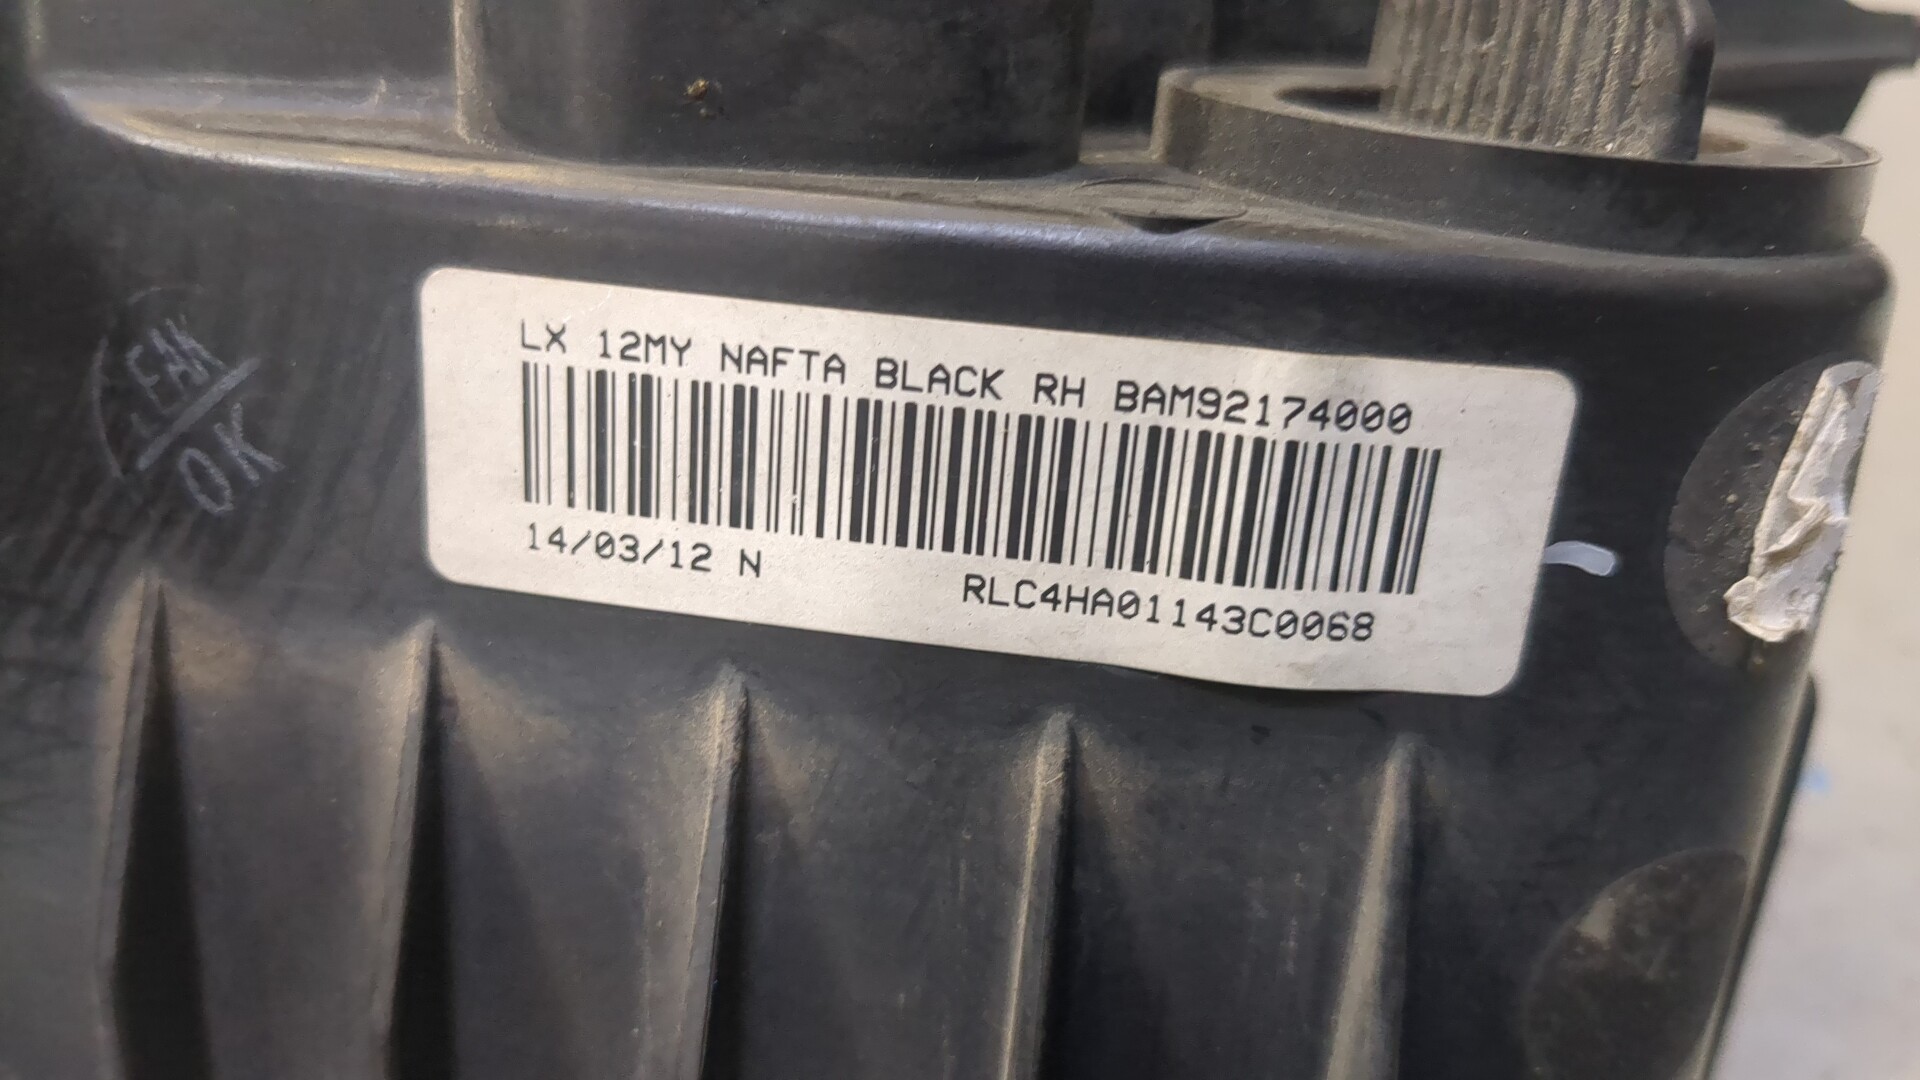 LX 12MY NAFTA BLACK RH BAM92174000
14/03/12 N
RLC4HA01143C0068
LEAK
OK